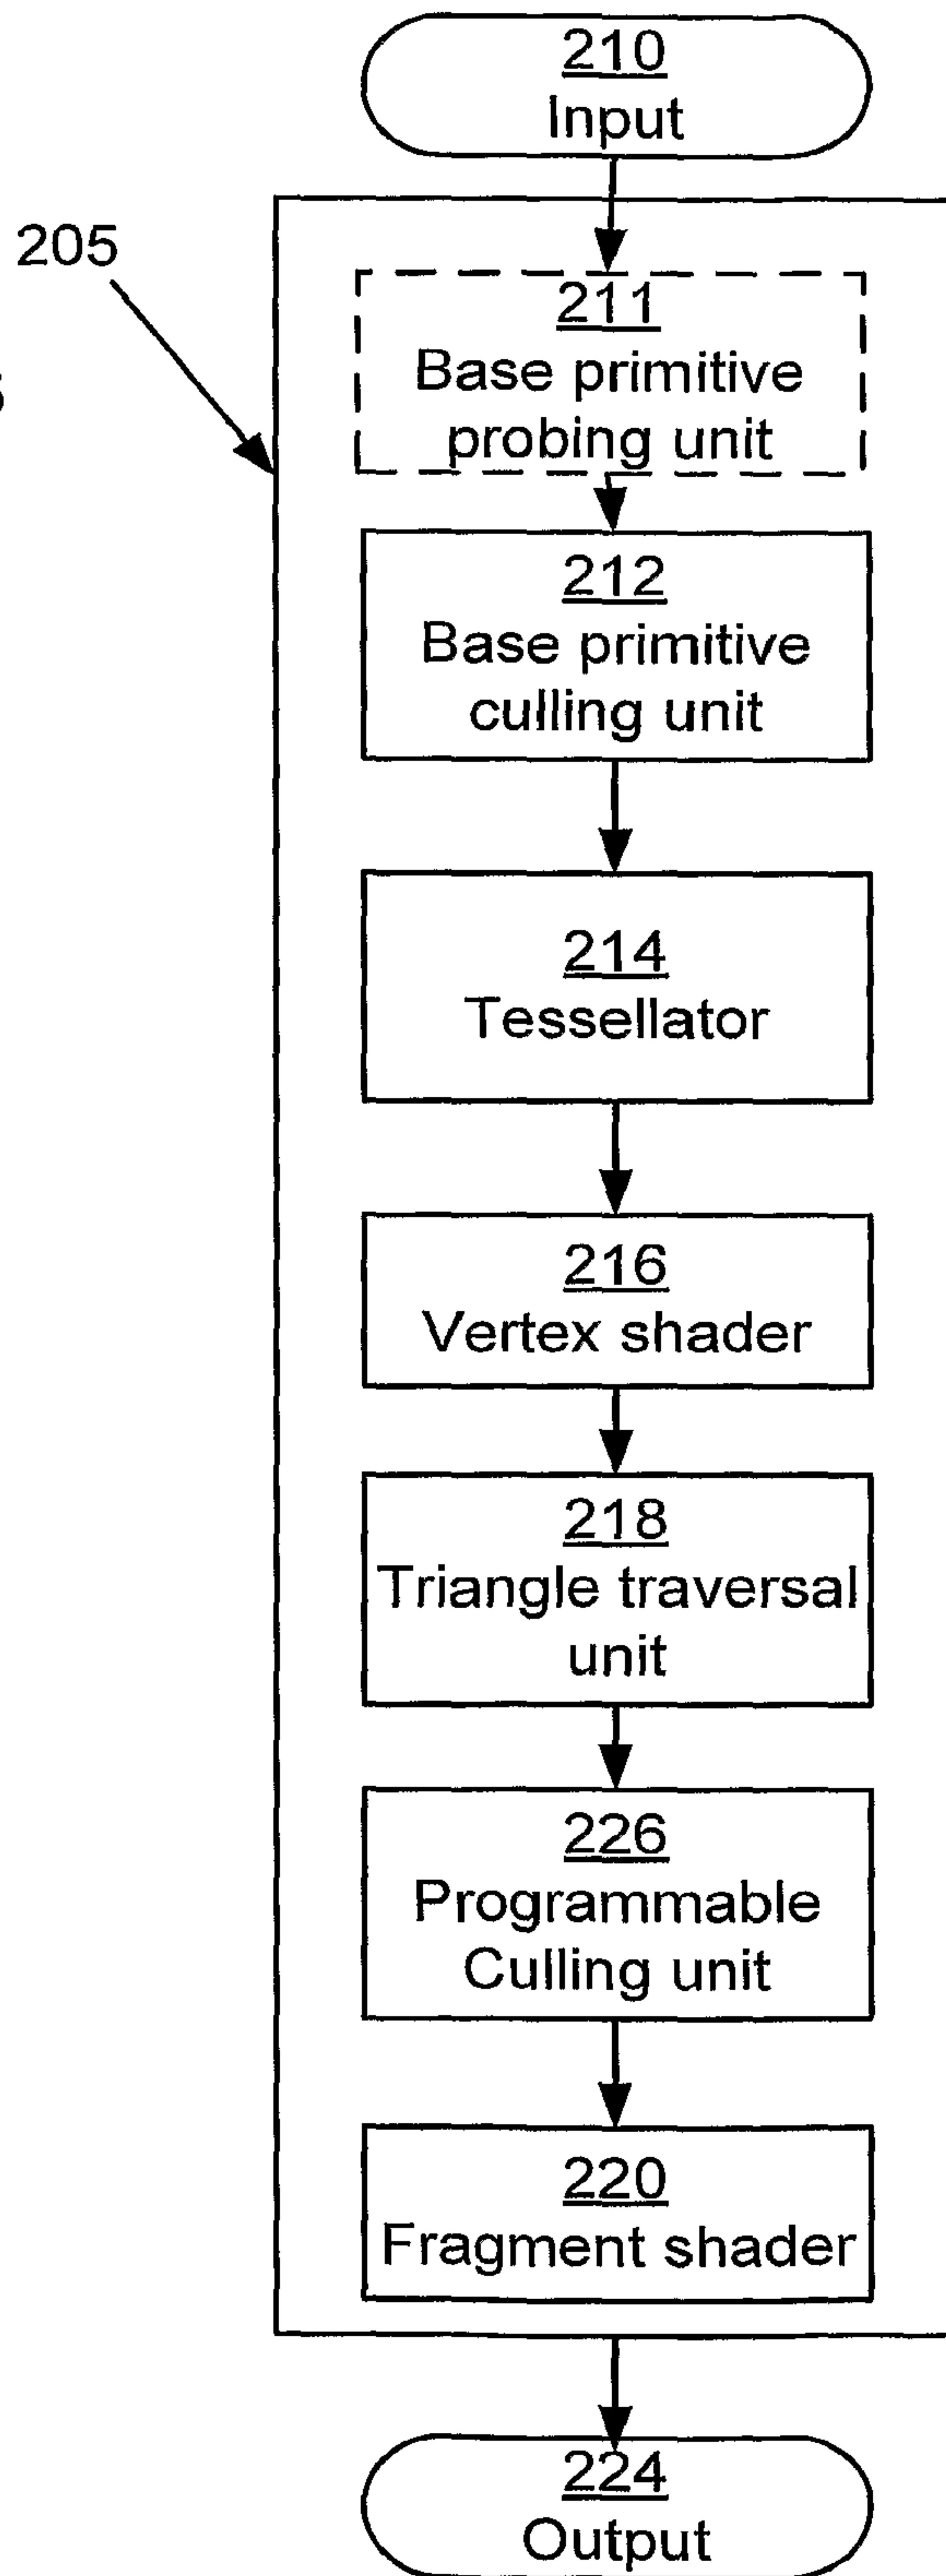 210
Input
205
211
Base primitive
probing unit
212
Base primitive
culling unit
214
Tessellator
216
Vertex shader
218
Triangle traversal
unit
226
Programmable
Culling unit
220
Fragment shader
224
Output